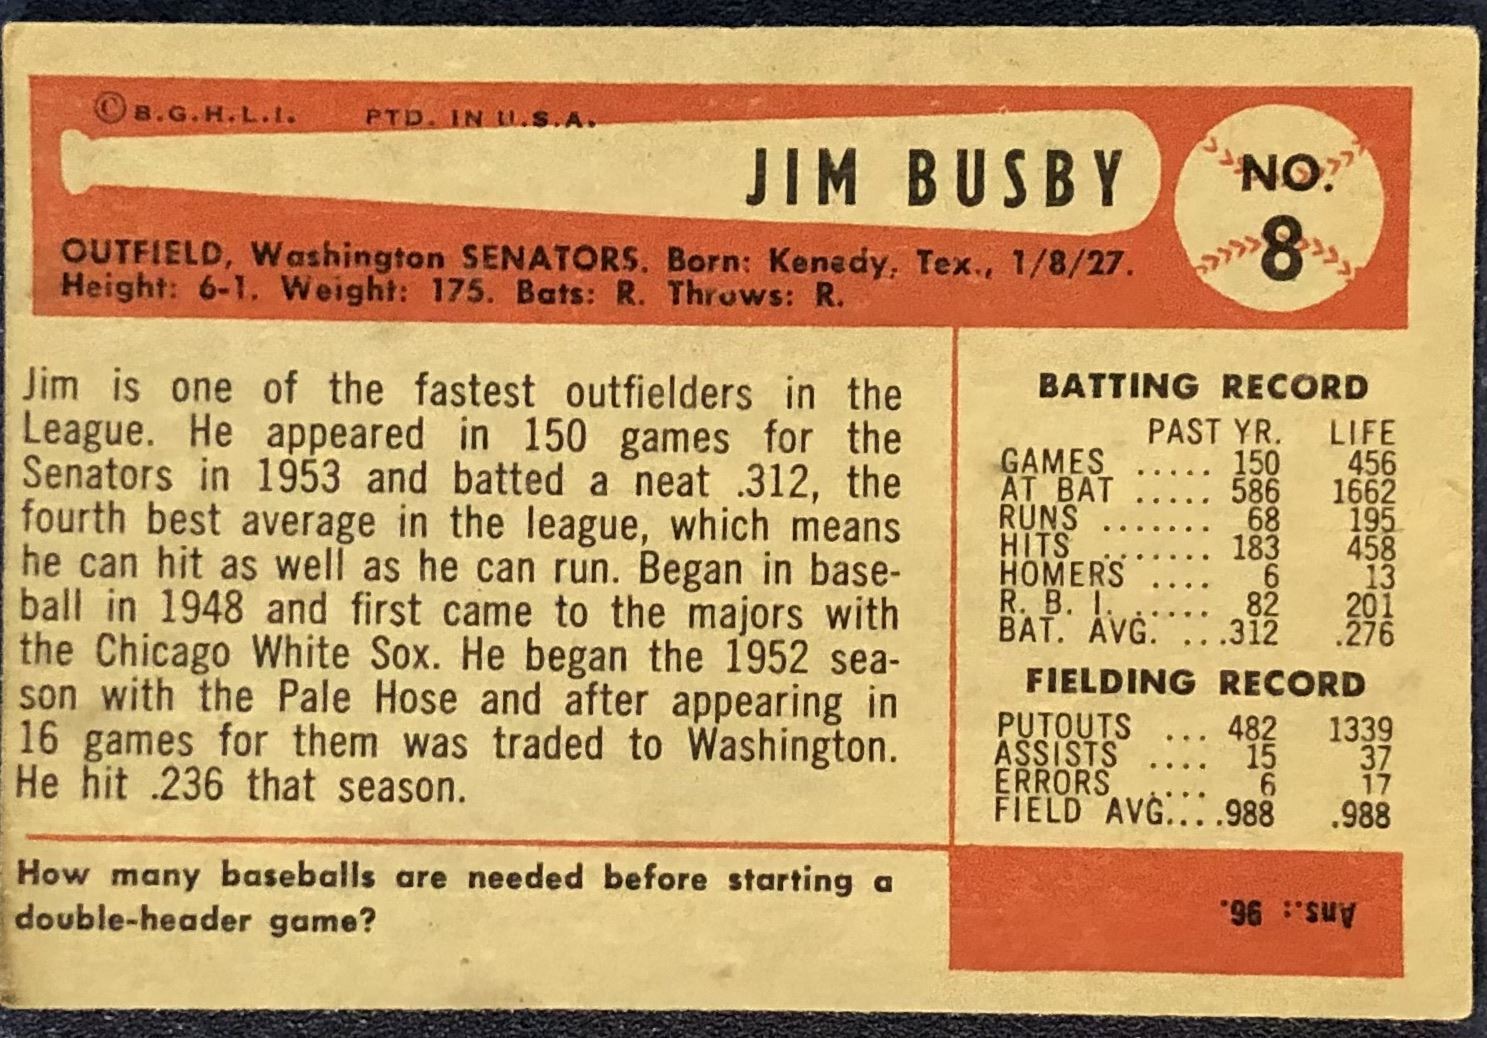 © B.G.H.L.I. PTD. IN U.S.A.
JIM BUSBY
NO.
8
OUTFIELD, Washington SENATORS. Born: Kenedy, Tex., 1/8/27.
Height: 6-1. Weight: 175. Bats: R. Throws: R.
Jim is one of the fastest outfielders in the
League. He appeared in 150 games for the
Senators in 1953 and batted a neat .312, the
fourth best average in the league, which means
he can hit as well as he can run. Began in base-
ball in 1948 and first came to the majors with
the Chicago White Sox. He began the 1952 sea-
son with the Pale Hose and after appearing in
16 games for them was traded to Washington.
He hit .236 that season.
BATTING RECORD
PAST YR. LIFE
GAMES ..... 150 456
AT BAT ..... 586 1662
RUNS ....... 68 195
HITS ....... 183 458
HOMERS .... 6 13
R. B. I. ..... 82 201
BAT. AVG. ...312 .276
FIELDING RECORD
PUTOUTS ... 482 1339
ASSISTS .... 15 37
ERRORS .... 6 17
FIELD AVG....988 .988
How many baseballs are needed before starting a
double-header game?
Ans.: 96.